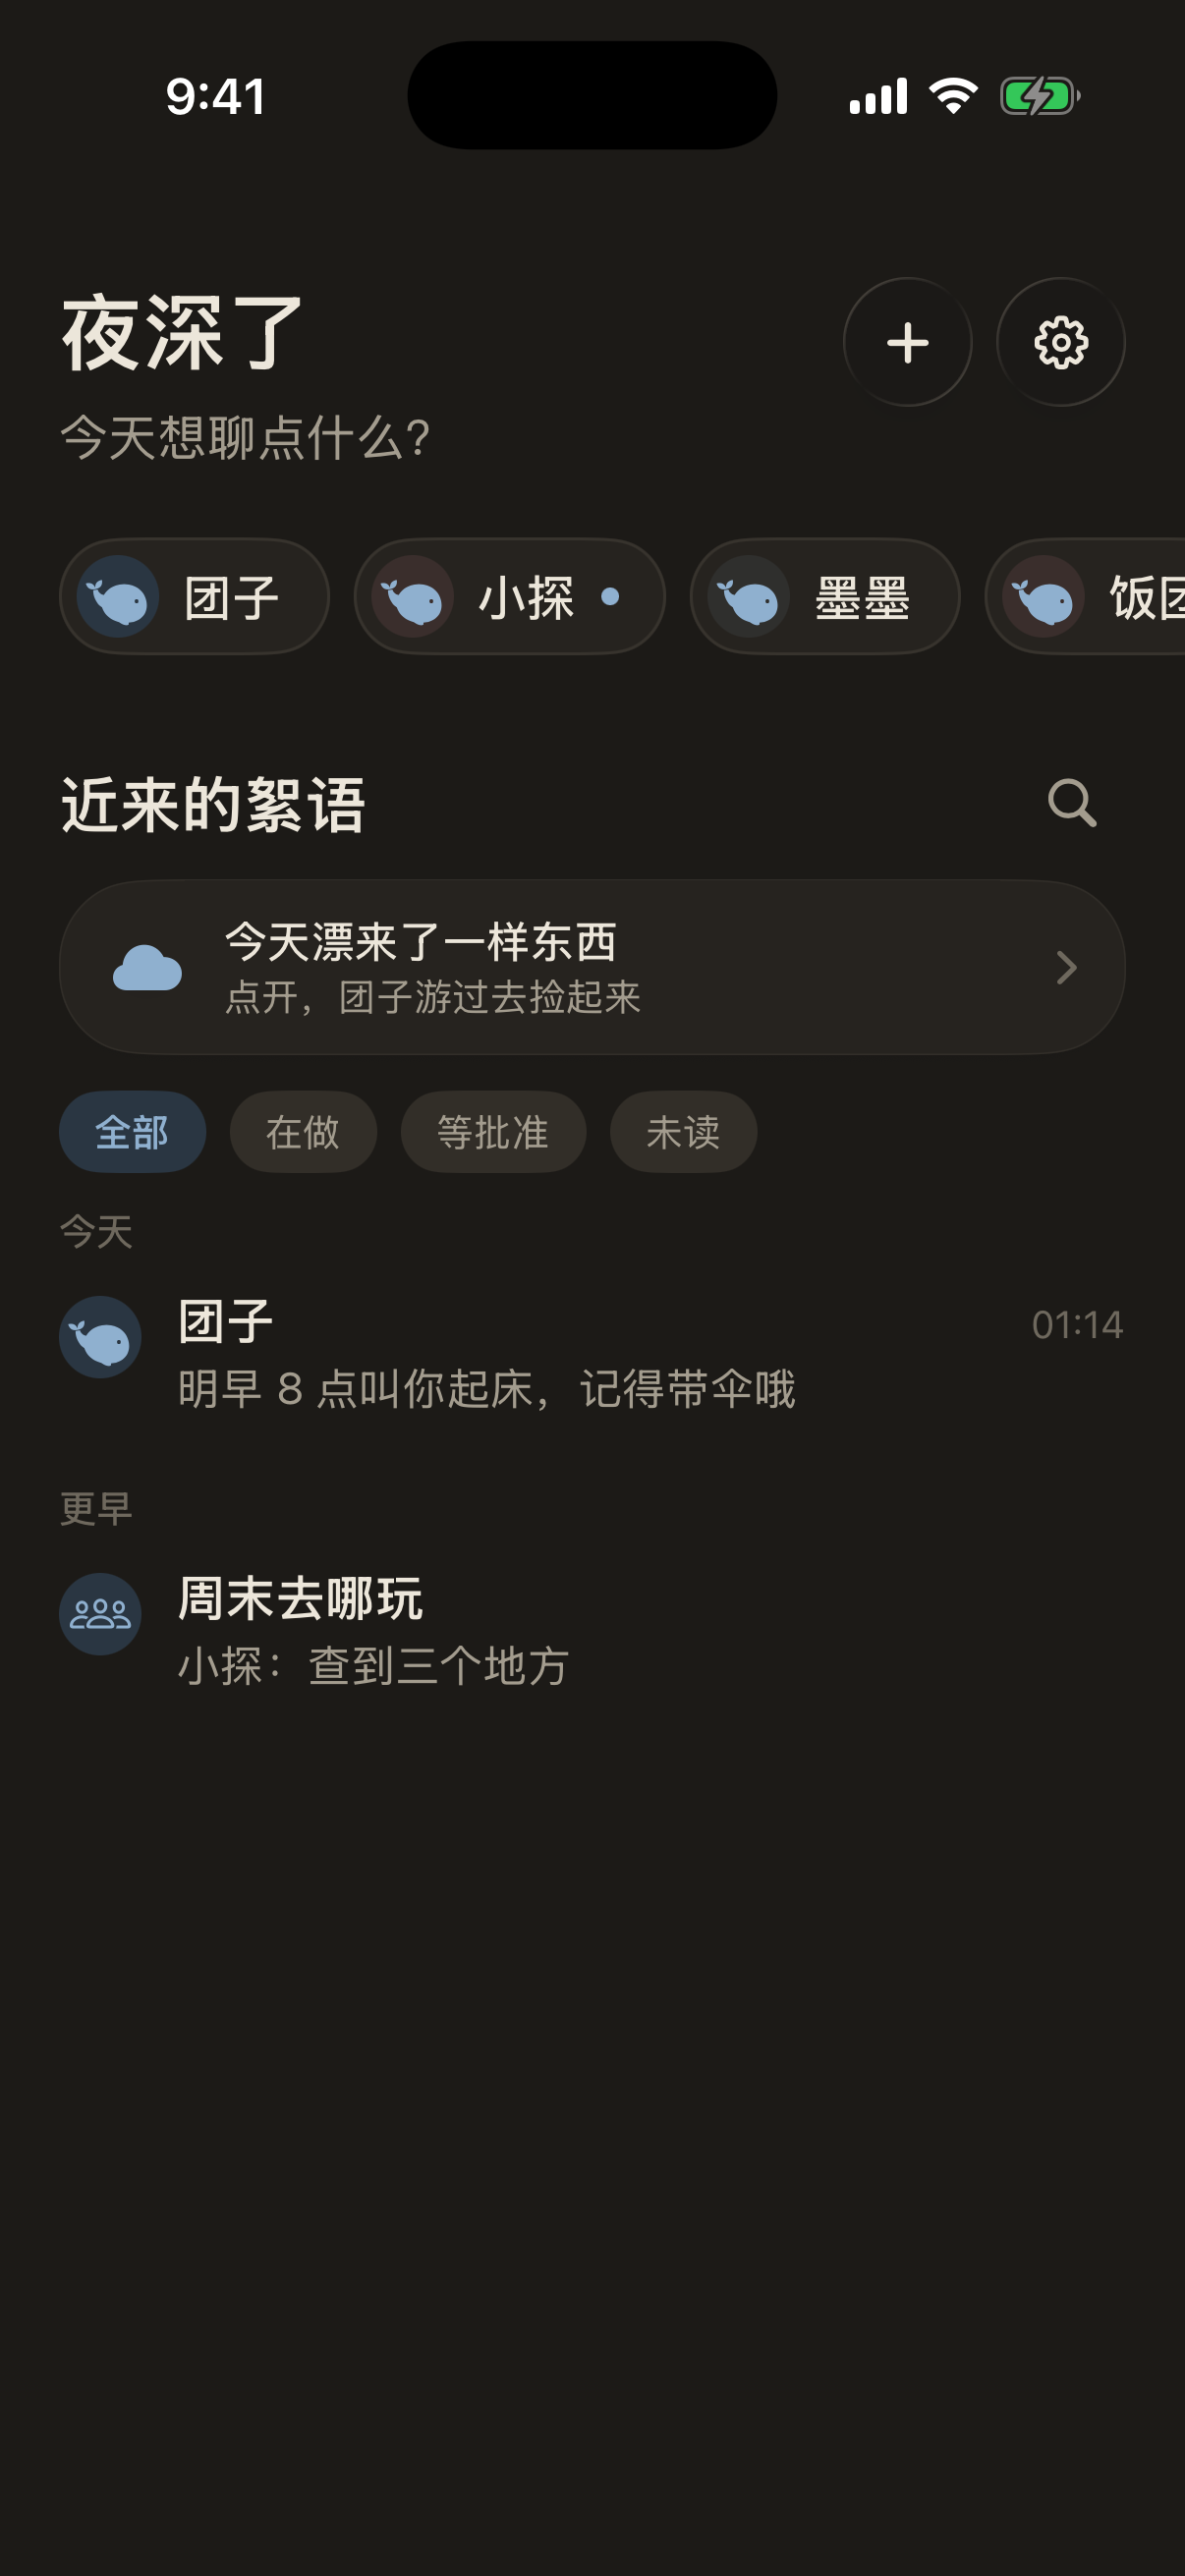 9:41
夜深了
今天想聊点什么?
团子
小探
墨墨
饭团
近来的絮语
今天漂来了一样东西
点开，团子游过去捡起来
全部
在做
等批准
未读
今天
团子
01:14
明早 8 点叫你起床，记得带伞哦
更早
周末去哪玩
小探：查到三个地方